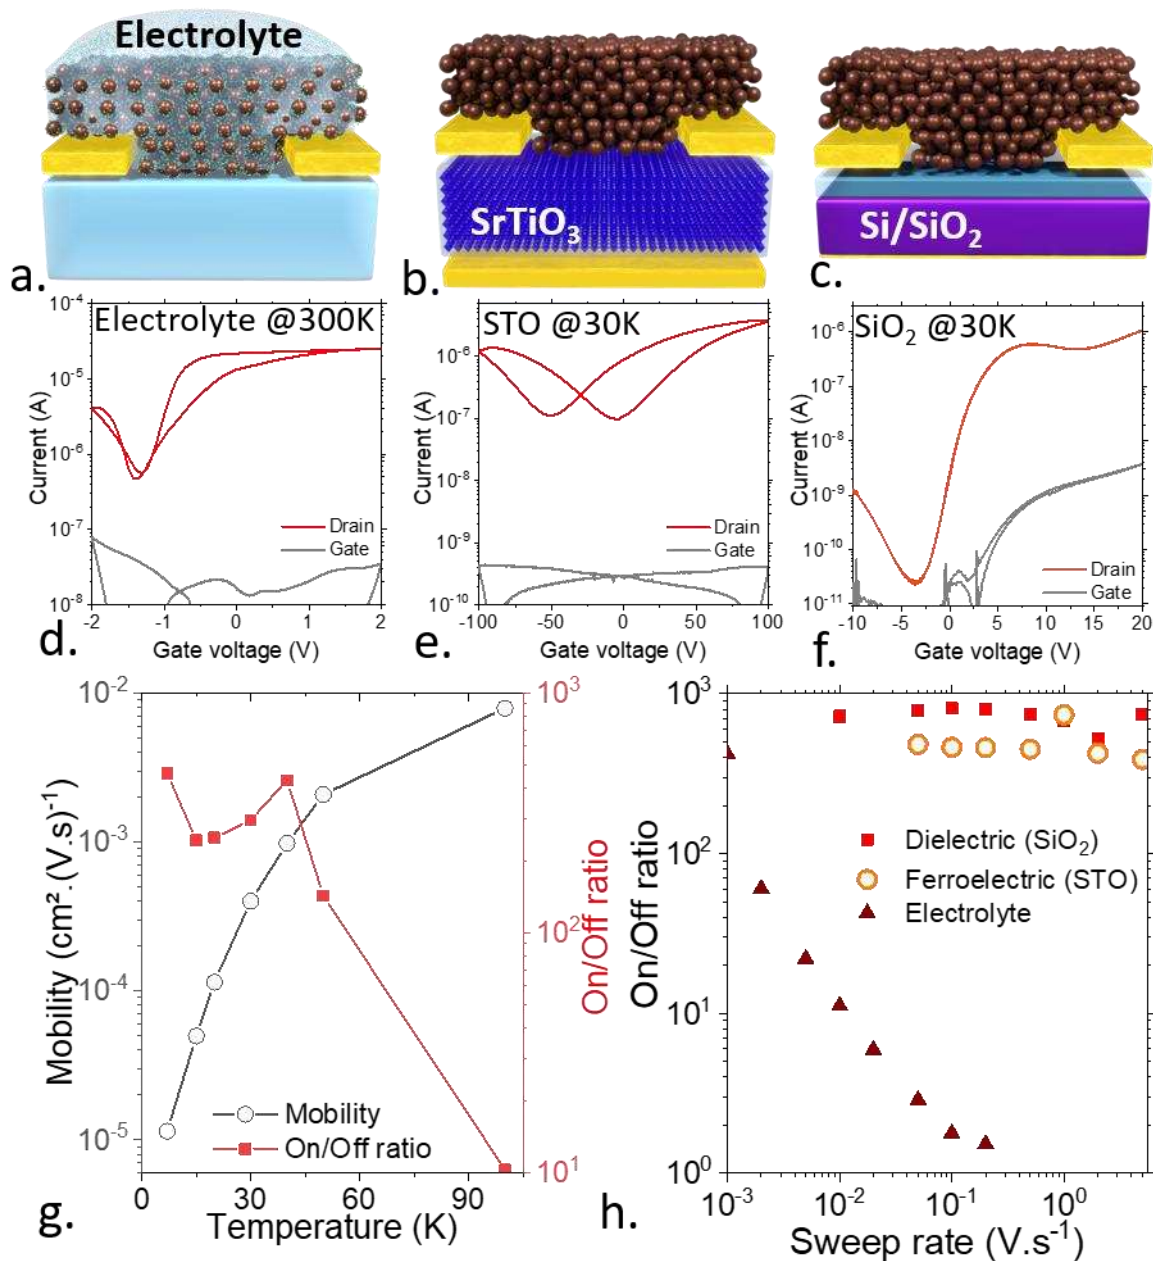 Electrolyte
SrTiO₃
Si/SiO₂
a.
b.
c.
Electrolyte @300K
10⁻⁴
10⁻⁵
10⁻⁶
10⁻⁷
10⁻⁸
Current (A)
Drain
Gate
-2
-1
0
1
2
Gate voltage (V)
d.
STO @30K
10⁻⁶
10⁻⁷
10⁻⁸
10⁻⁹
10⁻¹⁰
Current (A)
Drain
Gate
-100
-50
0
50
100
Gate voltage (V)
e.
SiO₂ @30K
10⁻⁶
10⁻⁷
10⁻⁸
10⁻⁹
10⁻¹⁰
10⁻¹¹
Current (A)
Drain
Gate
-10
-5
0
5
10
15
20
Gate voltage (V)
f.
10⁻²
10⁻³
10⁻⁴
10⁻⁵
Mobility (cm².(V.s)⁻¹)
10³
10²
10¹
On/Off ratio
Mobility
On/Off ratio
0
30
60
90
Temperature (K)
g.
10³
10²
10¹
10⁰
On/Off ratio
Dielectric (SiO₂)
Ferroelectric (STO)
Electrolyte
10⁻³
10⁻²
10⁻¹
10⁰
Sweep rate (V.s⁻¹)
h.